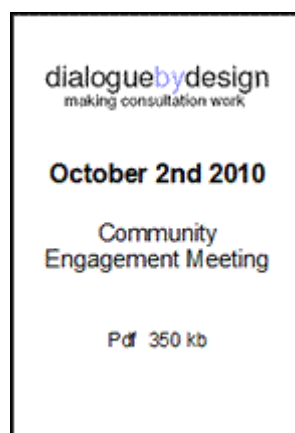 dialoguebydesign
making consultation work
October 2nd 2010
Community
Engagement Meeting
Pdf 350 kb